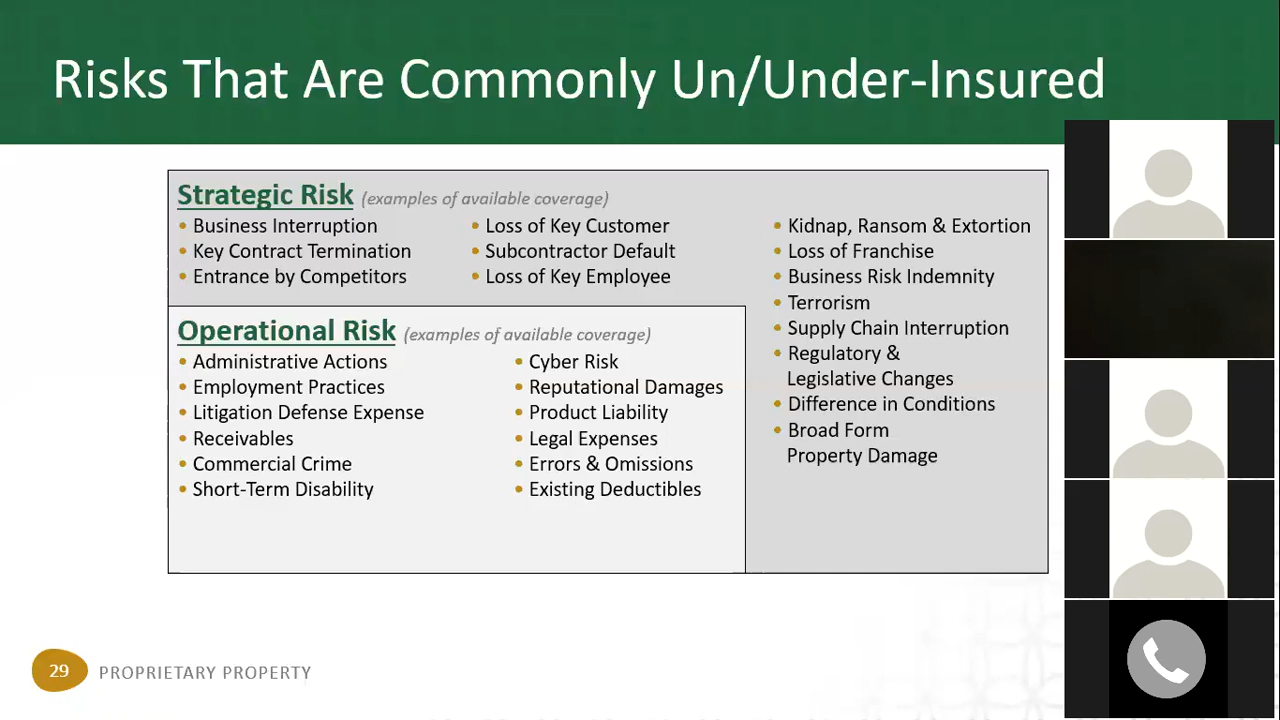 Risks That Are Commonly Un/Under-Insured
Strategic Risk (examples of available coverage)
• Business Interruption
• Key Contract Termination
• Entrance by Competitors
• Loss of Key Customer
• Subcontractor Default
• Loss of Key Employee
• Kidnap, Ransom & Extortion
• Loss of Franchise
• Business Risk Indemnity
• Terrorism
• Supply Chain Interruption
• Regulatory &
Legislative Changes
• Difference in Conditions
• Broad Form
Property Damage
Operational Risk (examples of available coverage)
• Administrative Actions
• Employment Practices
• Litigation Defense Expense
• Receivables
• Commercial Crime
• Short-Term Disability
• Cyber Risk
• Reputational Damages
• Product Liability
• Legal Expenses
• Errors & Omissions
• Existing Deductibles
29 PROPRIETARY PROPERTY